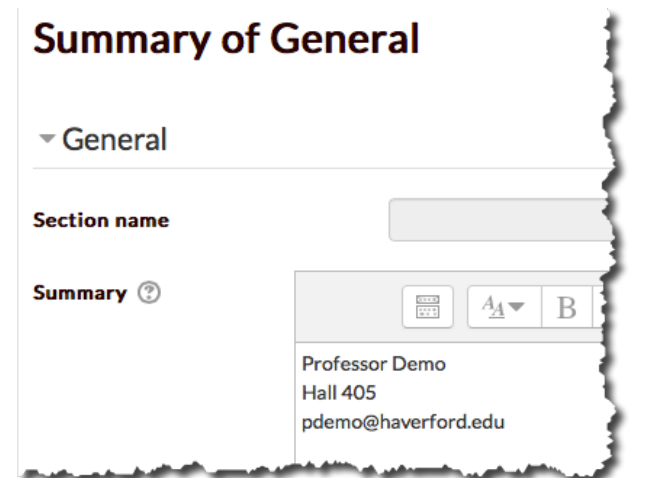 Summary of General
General
Section name
Summary
B
Professor Demo
Hall 405
pdemo@haverford.edu